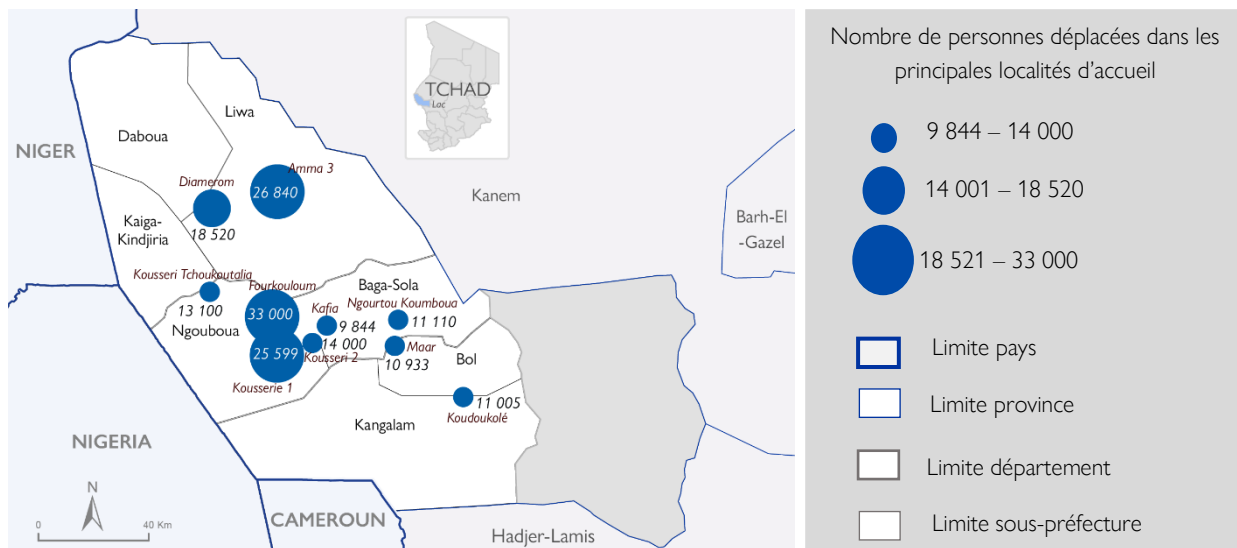 TCHAD
Lac
Liwa
Daboua
NIGER
Amma 3
26 840
Diamerom
18 520
Kanem
Kaiga-
Kindjiria
Barh-El
-Gazel
Kousseri Tchoukoutalia
13 100
Ngouboua
Fourkouloum
33 000
Baga-Sola
Kafia
9 844
Ngourtou Koumboua
11 110
14 000
Kousseri 2
25 599
Kousserie 1
Maar
10 933
Bol
11 005
Koudoukolé
Kangalam
NIGERIA
N
0
40 Km
CAMEROUN
Hadjer-Lamis
Nombre de personnes déplacées dans les
principales localités d’accueil
9 844 – 14 000
14 001 – 18 520
18 521 – 33 000
Limite pays
Limite province
Limite département
Limite sous-préfecture